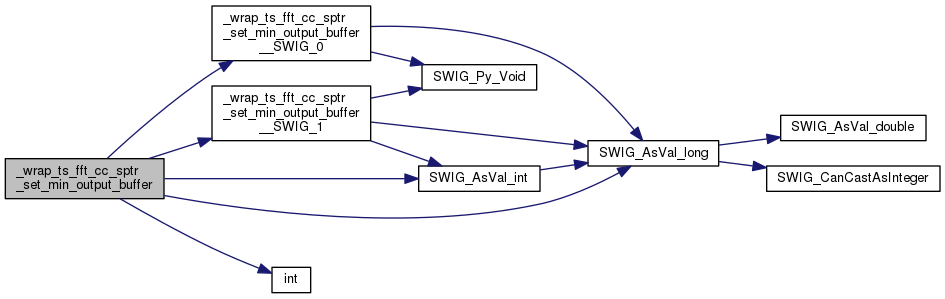 _wrap_ts_fft_cc_sptr
_set_min_output_buffer
__SWIG_0
SWIG_Py_Void
_wrap_ts_fft_cc_sptr
_set_min_output_buffer
__SWIG_1
SWIG_AsVal_double
SWIG_AsVal_long
_wrap_ts_fft_cc_sptr
_set_min_output_buffer
SWIG_AsVal_int
SWIG_CanCastAsInteger
int